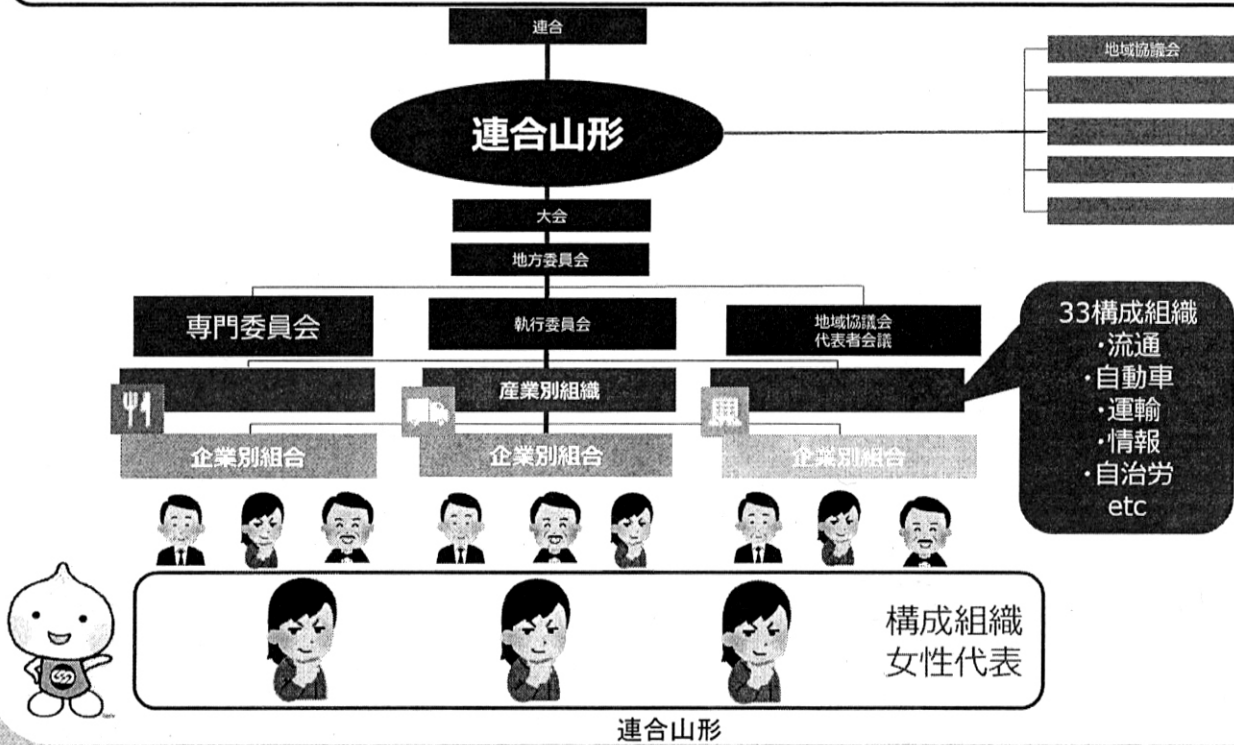 連合
地域協議会
連合山形
大会
地方委員会
専門委員会
執行委員会
地域協議会
代表者会議
33構成組織
・流通
・自動車
・運輸
・情報
・自治労
etc
産業別組織
企業別組合
企業別組合
企業別組合
構成組織
女性代表
連合山形